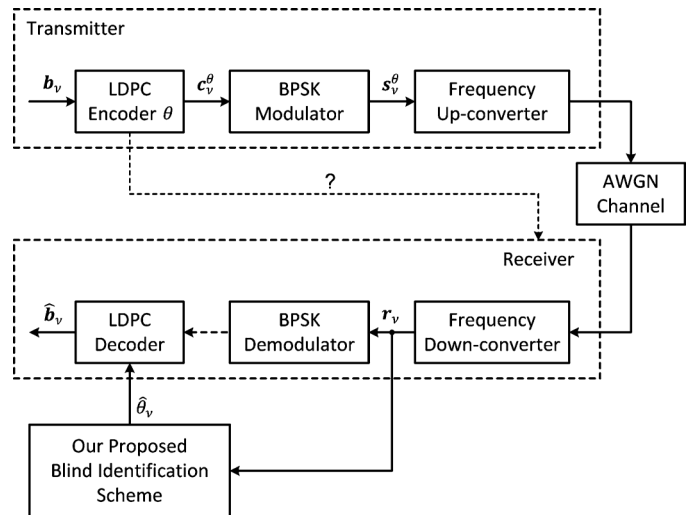 Transmitter
b_ν
LDPC
Encoder θ
c_ν^θ
BPSK
Modulator
s_ν^θ
Frequency
Up-converter
?
AWGN
Channel
Receiver
b̂_ν
LDPC
Decoder
BPSK
Demodulator
r_ν
Frequency
Down-converter
θ̂_ν
Our Proposed
Blind Identification
Scheme